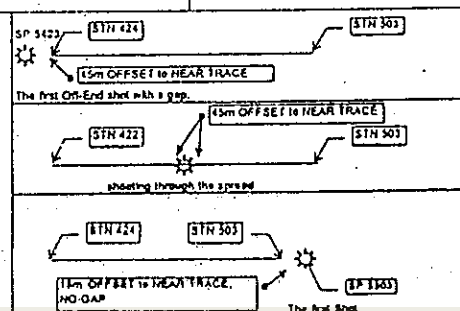 STN 424
STN 503
SP 5423
45m OFFSET to NEAR TRACE
The first Off-End shot with a gap.
45m OFFSET to NEAR TRACE
STN 422
STN 503
shooting through the spread
STN 424
STN 503
15m OFFSET to NEAR TRACE,
NO-GAP
The first Shot